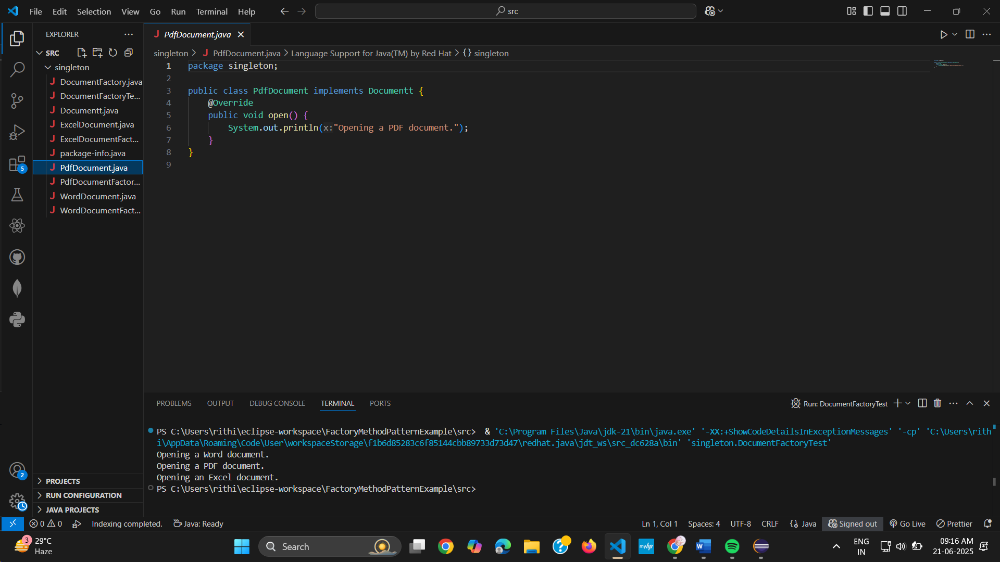 File Edit Selection View Go Run Terminal Help
src
EXPLORER
SRC
singleton
DocumentFactory.java
DocumentFactoryTe...
Documentt.java
ExcelDocument.java
ExcelDocumentFact...
package-info.java
PdfDocument.java
PdfDocumentFactor...
WordDocument.java
WordDocumentFact...
PROJECTS
RUN CONFIGURATION
JAVA PROJECTS
5
2
J PdfDocument.java
singleton > J PdfDocument.java > Language Support for Java(TM) by Red Hat > {} singleton
1 package singleton;
2
3 public class PdfDocument implements Documentt {
4 @Override
5 public void open() {
6 System.out.println(x:"Opening a PDF document.");
7 }
8 }
9
PROBLEMS OUTPUT DEBUG CONSOLE TERMINAL PORTS
Run: DocumentFactoryTest
PS C:\Users\rithi\eclipse-workspace\FactoryMethodPatternExample\src> & 'C:\Program Files\Java\jdk-21\bin\java.exe' '-XX:+ShowCodeDetailsInExceptionMessages' '-cp' 'C:\Users\rith
i\AppData\Roaming\Code\User\workspaceStorage\f1b6d85283c6f85144cbb89733d73d47\redhat.java\jdt_ws\src_dc628a\bin' 'singleton.DocumentFactoryTest'
Opening a Word document.
Opening a PDF document.
Opening an Excel document.
PS C:\Users\rithi\eclipse-workspace\FactoryMethodPatternExample\src>
0 0 Indexing completed. Java: Ready
Ln 1, Col 1 Spaces: 4 UTF-8 CRLF {} Java Signed out Go Live Prettier
3 29°C
Haze
Search
myhp
ENG
IN
09:16 AM
21-06-2025